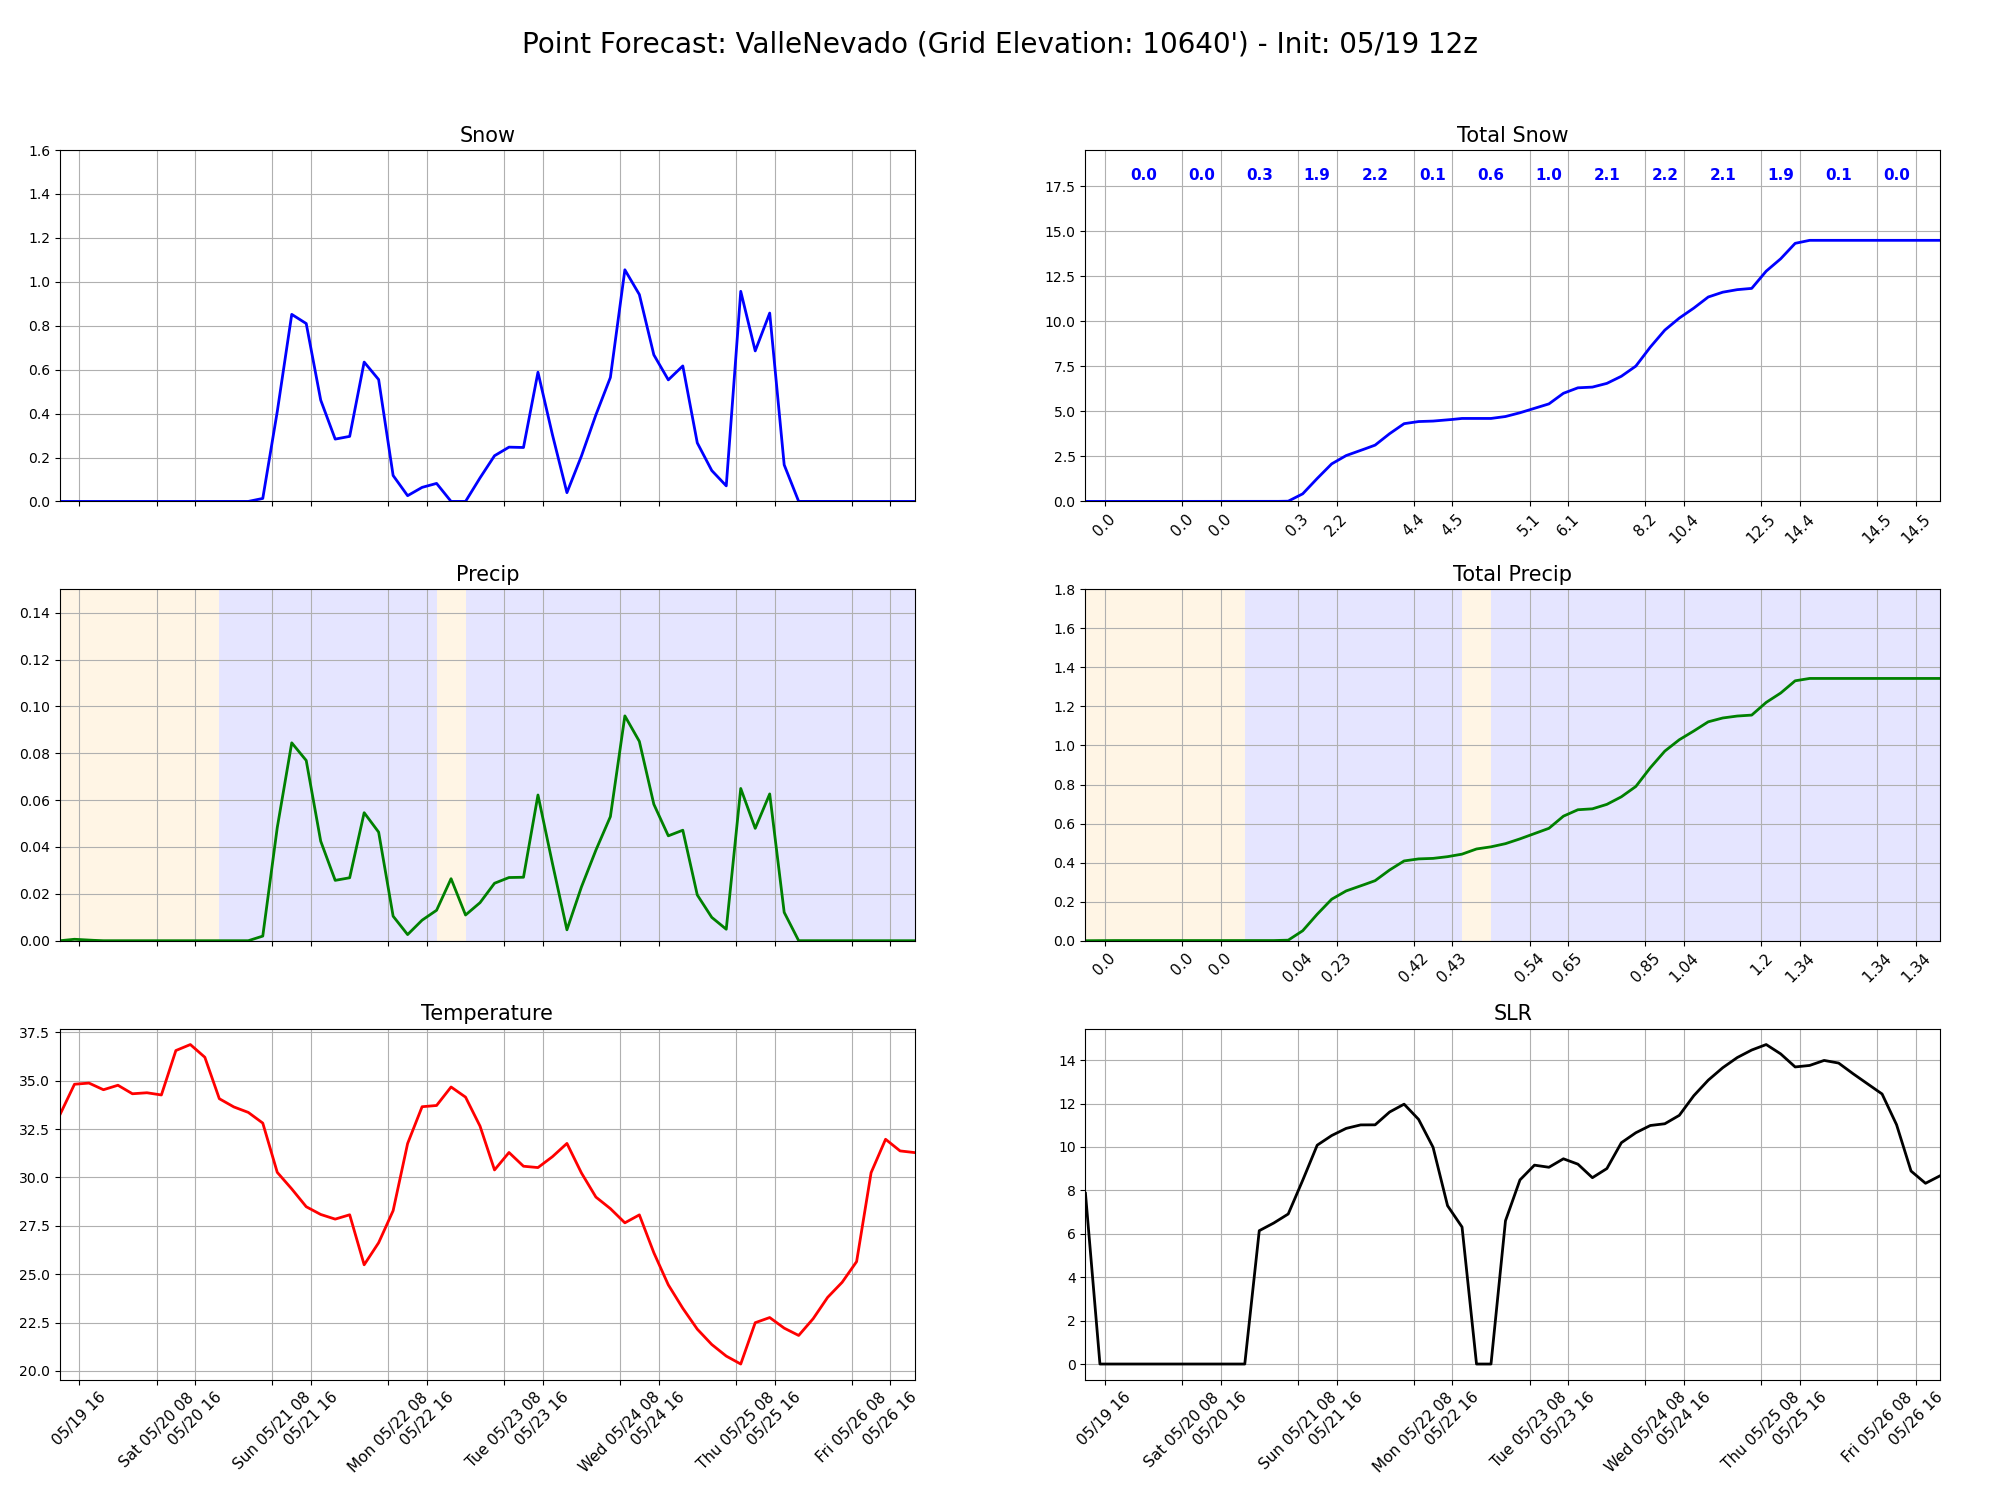 Point Forecast: ValleNevado (Grid Elevation: 10640') - Init: 05/19 12z
Snow
1.6
1.4
1.2
1.0
0.8
0.6
0.4
0.2
0.0
Total Snow
0.0 0.0 0.3 1.9 2.2 0.1 0.6 1.0 2.1 2.2 2.1 1.9 0.1 0.0
17.5
15.0
12.5
10.0
7.5
5.0
2.5
0.0
0.0 0.0 0.0 0.3 2.2 4.4 4.5 5.1 6.1 8.2 10.4 12.5 14.4 14.5 14.5
Precip
0.14
0.12
0.10
0.08
0.06
0.04
0.02
0.00
Total Precip
1.8
1.6
1.4
1.2
1.0
0.8
0.6
0.4
0.2
0.0
0.0 0.0 0.0 0.04 0.23 0.42 0.43 0.54 0.65 0.85 1.04 1.2 1.34 1.34 1.34
Temperature
37.5
35.0
32.5
30.0
27.5
25.0
22.5
20.0
05/19 16
Sat 05/20 08
05/20 16
Sun 05/21 08
05/21 16
Mon 05/22 08
05/22 16
Tue 05/23 08
05/23 16
Wed 05/24 08
05/24 16
Thu 05/25 08
05/25 16
Fri 05/26 08
05/26 16
SLR
14
12
10
8
6
4
2
0
05/19 16
Sat 05/20 08
05/20 16
Sun 05/21 08
05/21 16
Mon 05/22 08
05/22 16
Tue 05/23 08
05/23 16
Wed 05/24 08
05/24 16
Thu 05/25 08
05/25 16
Fri 05/26 08
05/26 16